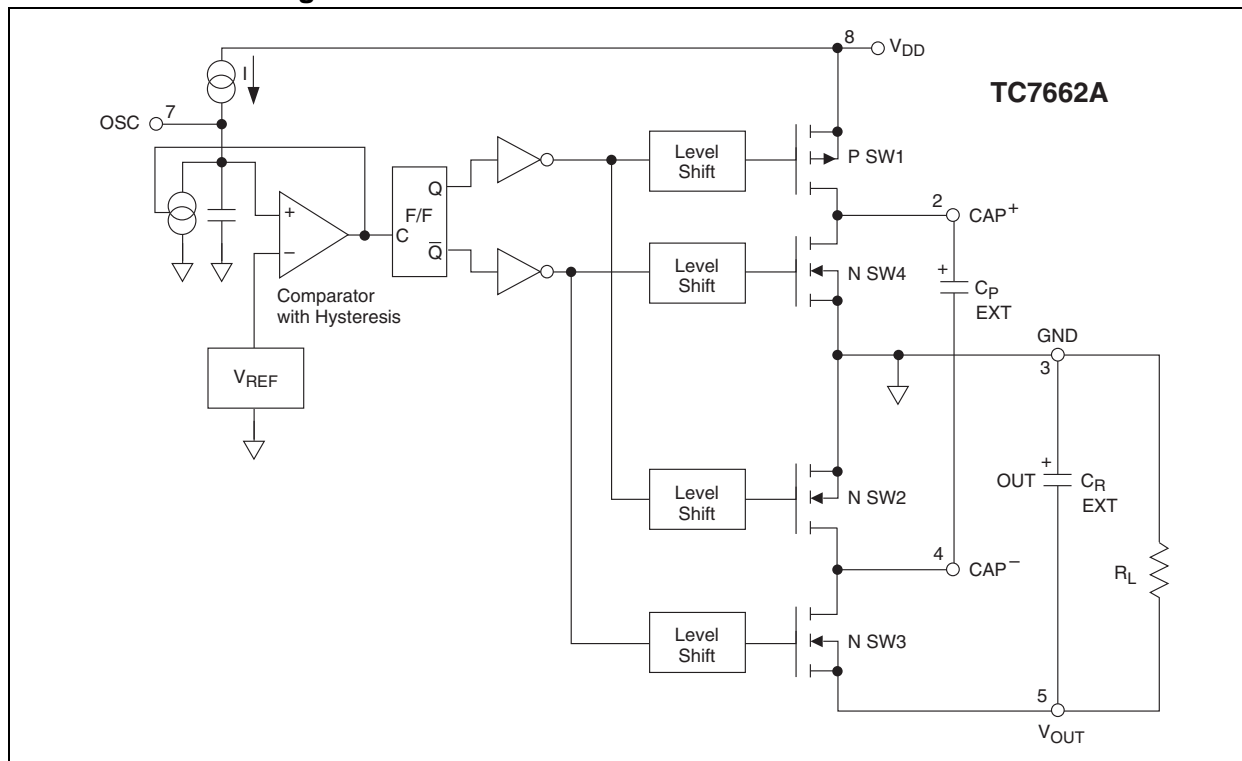 8
V_DD
TC7662A
I
7
OSC
Level
Shift
P SW1
Q
F/F
C
Q̅
2
CAP+
+
−
Level
Shift
N SW4
+
C_P
EXT
Comparator
with Hysteresis
V_REF
GND
3
Level
Shift
N SW2
OUT
+
C_R
EXT
4
CAP−
R_L
Level
Shift
N SW3
5
V_OUT